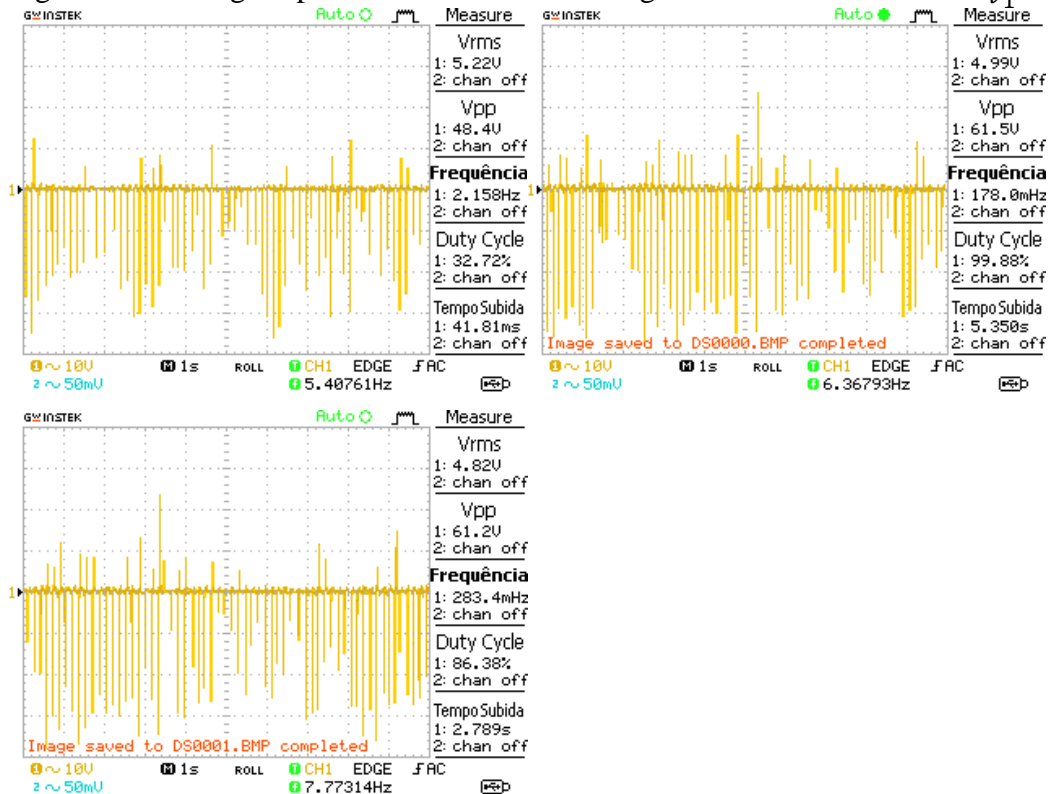 GWINSTEK Auto Measure
Vrms
1: 5.22V
2: chan off
Vpp
1: 48.4V
2: chan off
Frequência
1: 2.158Hz
2: chan off
Duty Cycle
1: 32.72%
2: chan off
Tempo Subida
1: 41.81ms
2: chan off
1
1 ~ 10V M 1s ROLL T CH1 EDGE AC
2 ~ 50mV f 5.40761Hz
GWINSTEK Auto Measure
Vrms
1: 4.99V
2: chan off
Vpp
1: 61.5V
2: chan off
Frequência
1: 178.0mHz
2: chan off
Duty Cycle
1: 99.88%
2: chan off
Tempo Subida
1: 5.350s
2: chan off
1
Image saved to DS0000.BMP completed
1 ~ 10V M 1s ROLL T CH1 EDGE AC
2 ~ 50mV f 6.36793Hz
GWINSTEK Auto Measure
Vrms
1: 4.82V
2: chan off
Vpp
1: 61.2V
2: chan off
Frequência
1: 283.4mHz
2: chan off
Duty Cycle
1: 86.38%
2: chan off
Tempo Subida
1: 2.789s
2: chan off
1
Image saved to DS0001.BMP completed
1 ~ 10V M 1s ROLL T CH1 EDGE AC
2 ~ 50mV f 7.77314Hz